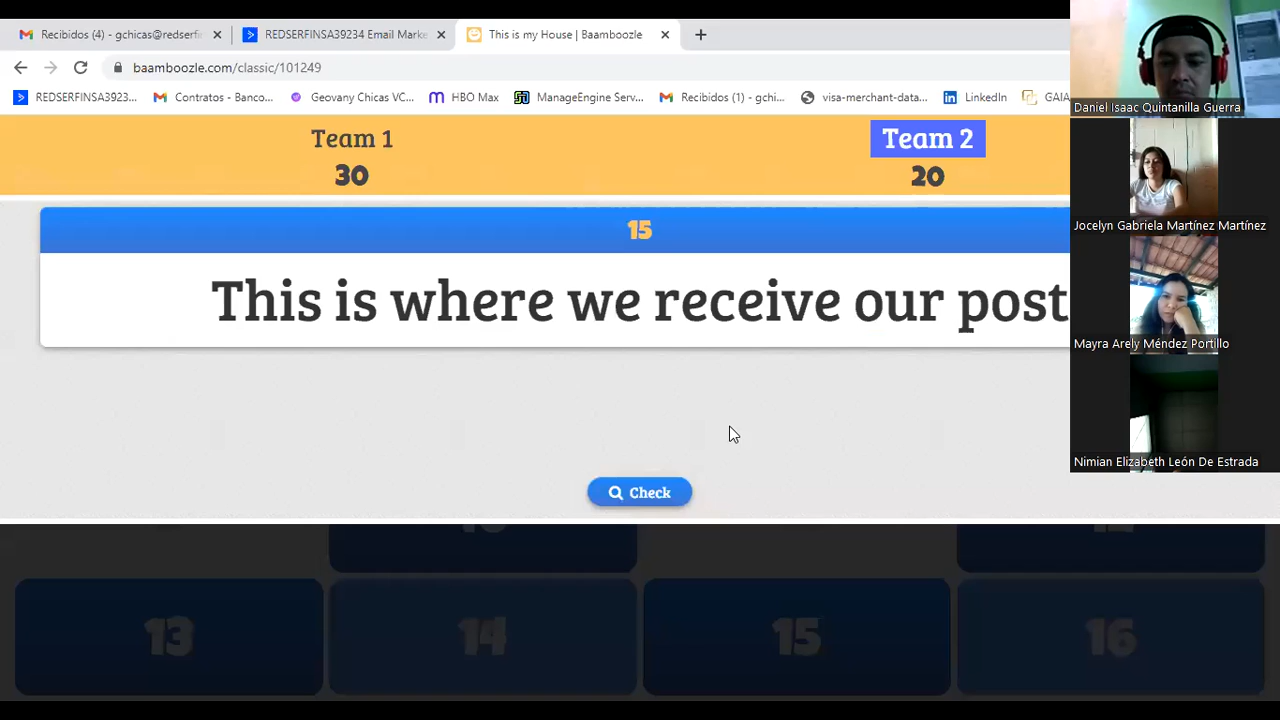 Recibidos (4) - gchicas@redserfi
REDSERFINSA39234 Email Marke
This is my House | Baamboozle
baamboozle.com/classic/101249
REDSERFINSA3923...
Contratos - Banco...
Geovany Chicas VC...
HBO Max
ManageEngine Serv...
Recibidos (1) - gchi...
visa-merchant-data...
LinkedIn
GAIA
Team 1
30
Team 2
20
15
This is where we receive our post
Check
13
14
15
16
Daniel Isaac Quintanilla Guerra
Jocelyn Gabriela Martínez Martínez
Mayra Arely Méndez Portillo
Nimian Elizabeth León De Estrada